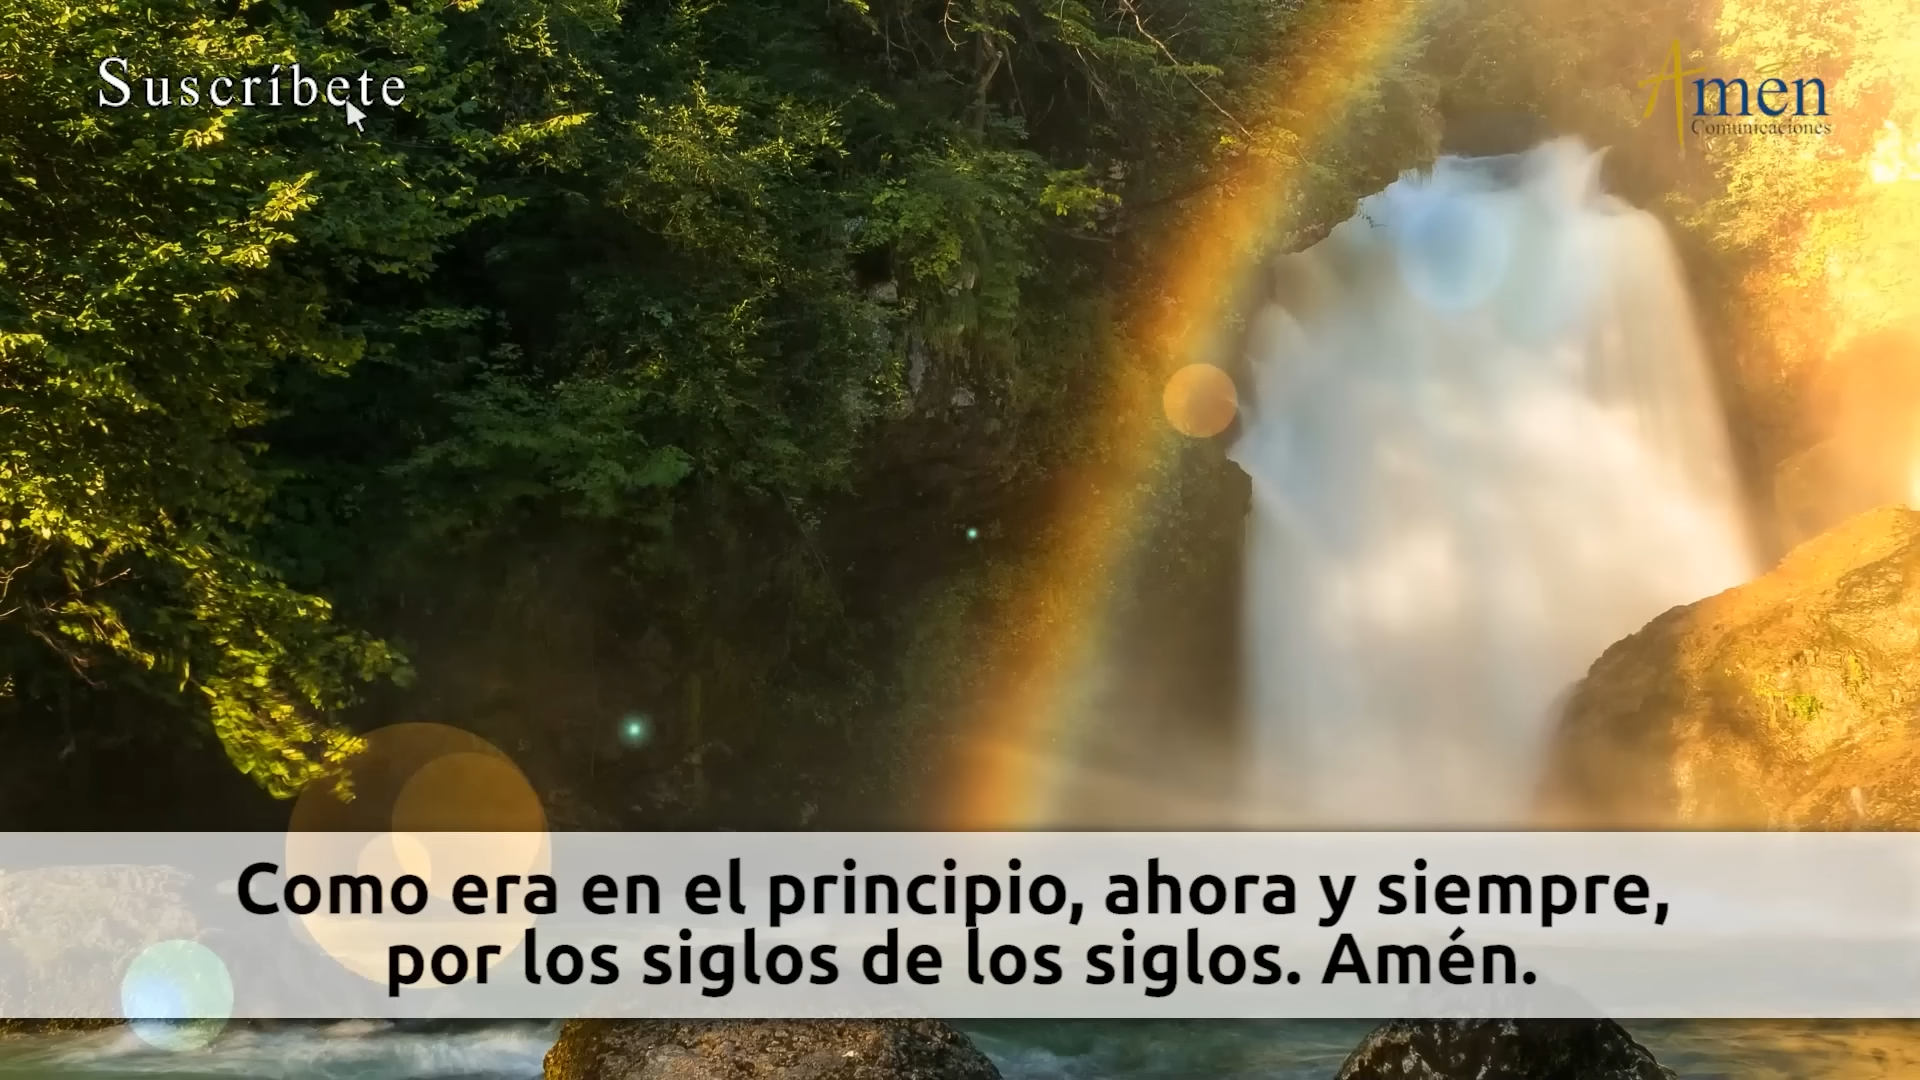 Suscríbete
Amen
Comunicaciones
Como era en el principio, ahora y siempre,
por los siglos de los siglos. Amén.